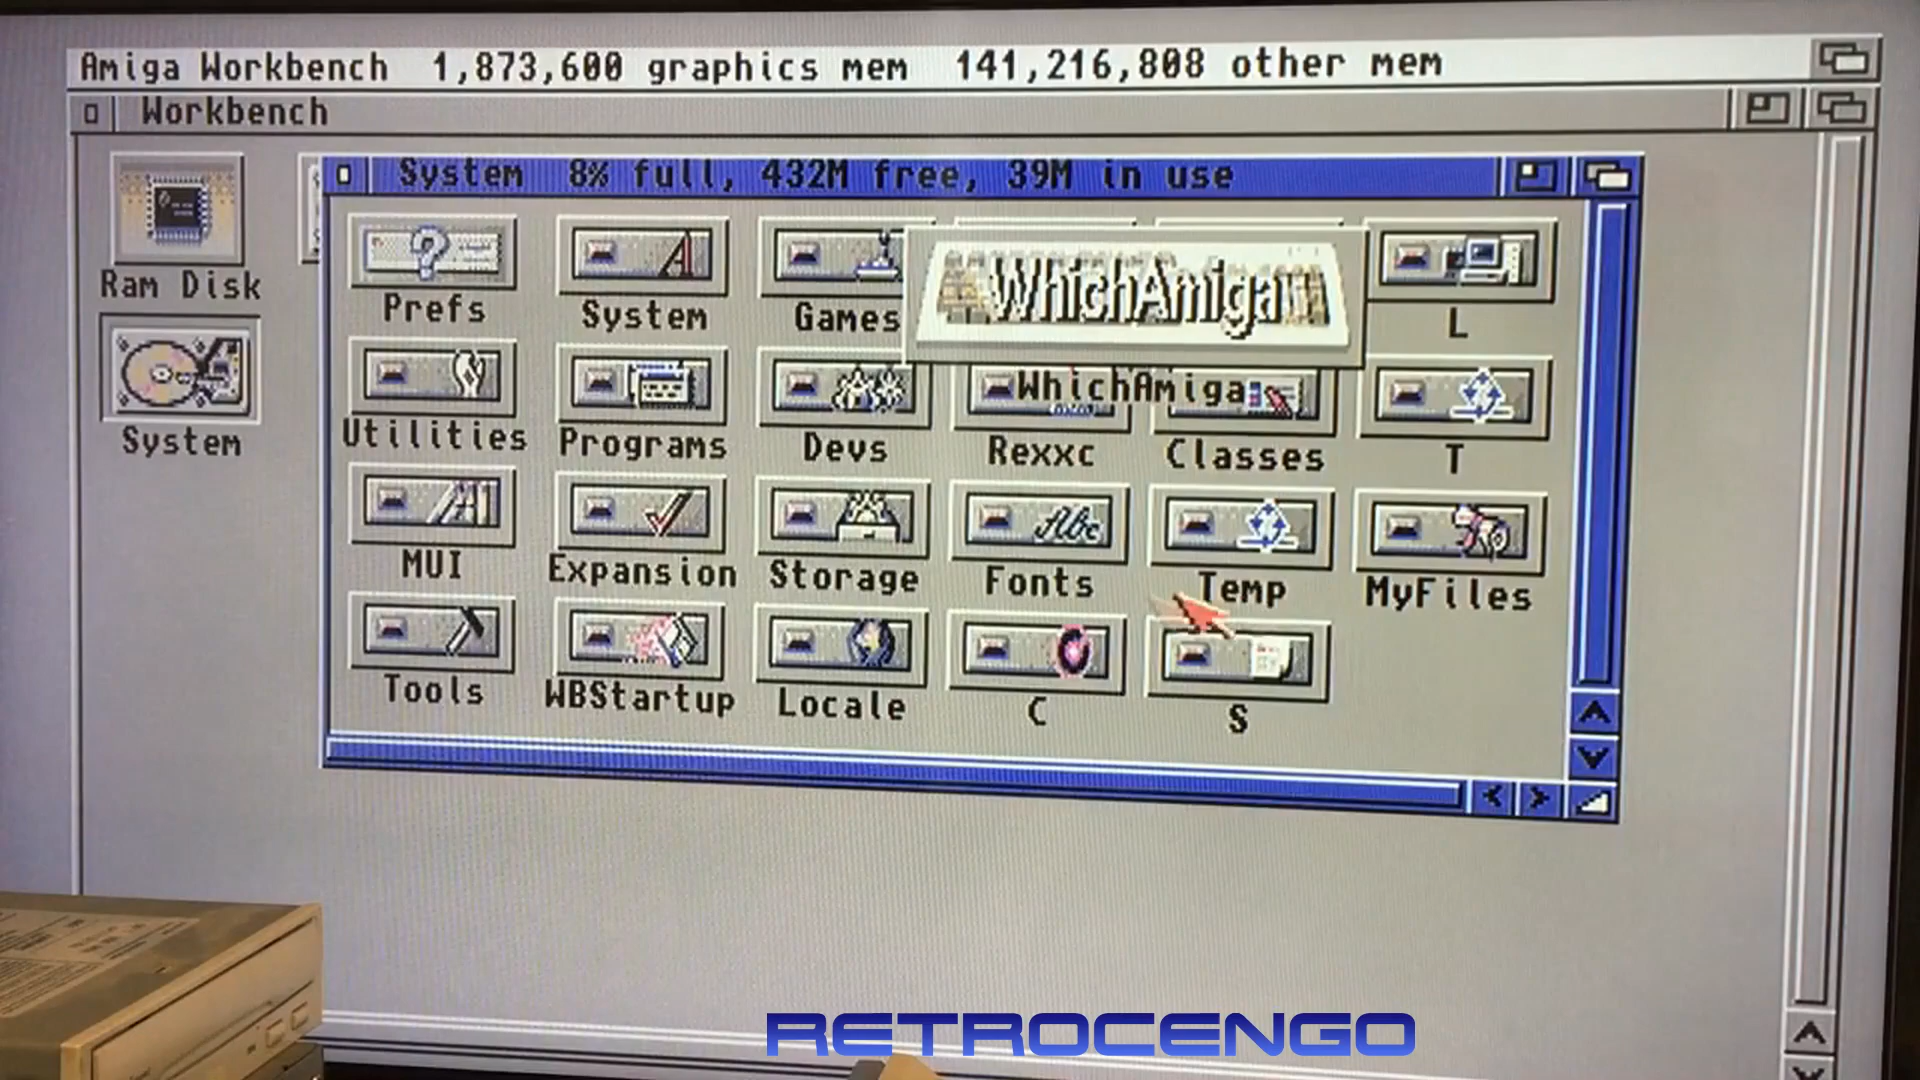 Amiga Workbench 1,873,600 graphics mem 141,216,808 other mem
Workbench
System 8% full, 432M free, 39M in use
Ram Disk
System
Prefs
System
Games
WhichAmiga
L
Utilities
Programs
Devs
WhichAmiga
Rexxc
Classes
T
MUI
Expansion
Storage
Abc
Fonts
Temp
MyFiles
Tools
WBStartup
Locale
C
S
RETROCENGO